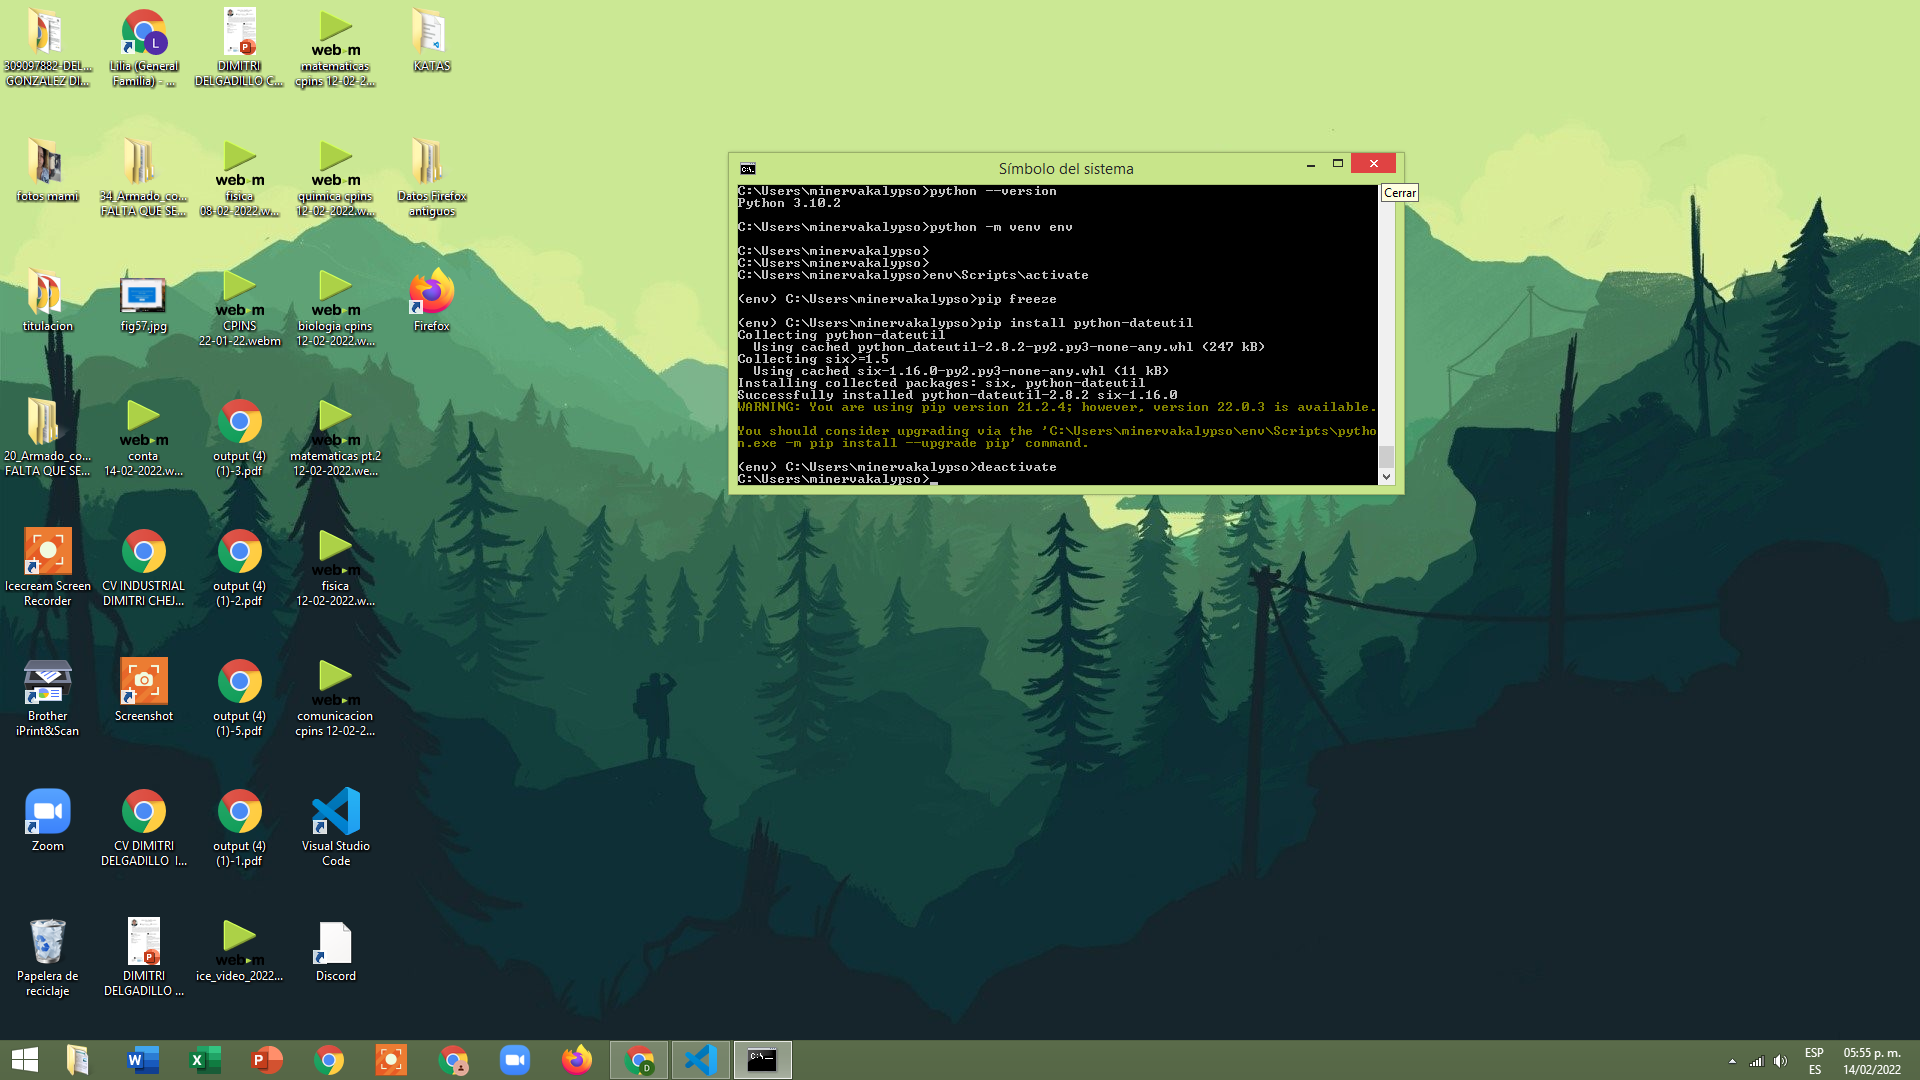 309097882-DEL...
GONZALEZ DI...
Lilia (General
Familia) - ...
DIMITRI
DELGADILLO C...
web-m
matematicas
cpins 12-02-2...
KATAS
fotos mami
34_Armado_co...
FALTA QUE SE...
web-m
fisica
08-02-2022.w...
web-m
quimica cpins
12-02-2022.w...
Datos Firefox
antiguos
titulacion
fig57.jpg
web-m
CPINS
22-01-22.webm
web-m
biologia cpins
12-02-2022.w...
Firefox
20_Armado_co...
FALTA QUE SE...
web-m
conta
14-02-2022.w...
output (4)
(1)-3.pdf
web-m
matematicas pt.2
12-02-2022.we...
Icecream Screen
Recorder
CV INDUSTRIAL
DIMITRI CHEJ...
output (4)
(1)-2.pdf
web-m
fisica
12-02-2022.w...
Brother
iPrint&Scan
Screenshot
output (4)
(1)-5.pdf
web-m
comunicacion
cpins 12-02-2...
Zoom
CV DIMITRI
DELGADILLO I...
output (4)
(1)-1.pdf
Visual Studio
Code
Papelera de
reciclaje
DIMITRI
DELGADILLO ...
web-m
ice_video_2022...
Discord
Símbolo del sistema
Cerrar
C:\Users\minervakalypso>python --version
Python 3.10.2
C:\Users\minervakalypso>python -m venv env
C:\Users\minervakalypso>
C:\Users\minervakalypso>
C:\Users\minervakalypso>env\Scripts\activate
(env) C:\Users\minervakalypso>pip freeze
(env) C:\Users\minervakalypso>pip install python-dateutil
Collecting python-dateutil
Using cached python_dateutil-2.8.2-py2.py3-none-any.whl (247 kB)
Collecting six>=1.5
Using cached six-1.16.0-py2.py3-none-any.whl (11 kB)
Installing collected packages: six, python-dateutil
Successfully installed python-dateutil-2.8.2 six-1.16.0
WARNING: You are using pip version 21.2.4; however, version 22.0.3 is available.
You should consider upgrading via the 'C:\Users\minervakalypso\env\Scripts\pytho
n.exe -m pip install --upgrade pip' command.
(env) C:\Users\minervakalypso>deactivate
C:\Users\minervakalypso>_
ESP
ES
05:55 p. m.
14/02/2022